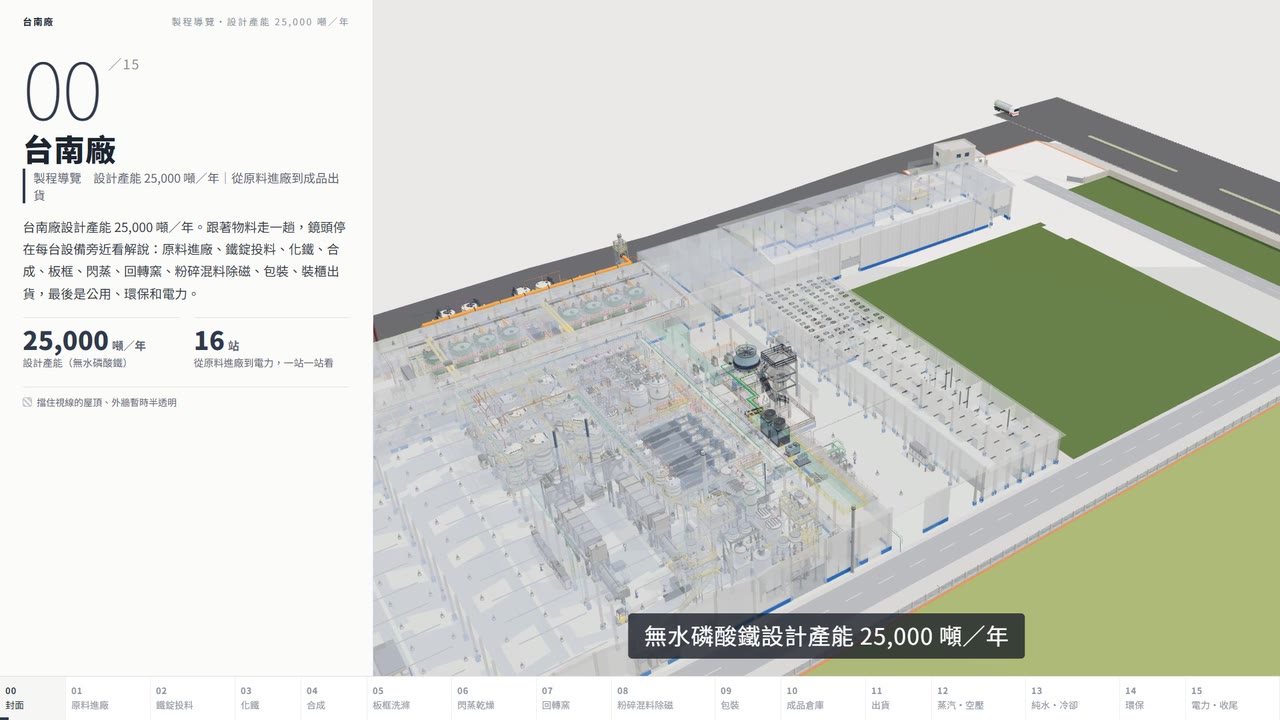 台南廠
製程導覽・設計產能 25,000 噸／年
00 ／15
台南廠
製程導覽　設計產能 25,000 噸／年｜從原料進廠到成品出
貨
台南廠設計產能 25,000 噸／年。跟著物料走一趟，鏡頭停
在每台設備旁近看解說：原料進廠、鐵錠投料、化鐵、合
成、板框、閃蒸、回轉窯、粉碎混料除磁、包裝、裝櫃出
貨，最後是公用、環保和電力。
25,000 噸／年
設計產能（無水磷酸鐵）
16 站
從原料進廠到電力，一站一站看
擋住視線的屋頂、外牆暫時半透明
無水磷酸鐵設計產能 25,000 噸／年
00
封面
01
原料進廠
02
鐵錠投料
03
化鐵
04
合成
05
板框洗滌
06
閃蒸乾燥
07
回轉窯
08
粉碎混料除磁
09
包裝
10
成品倉庫
11
出貨
12
蒸汽・空壓
13
純水・冷卻
14
環保
15
電力・收尾